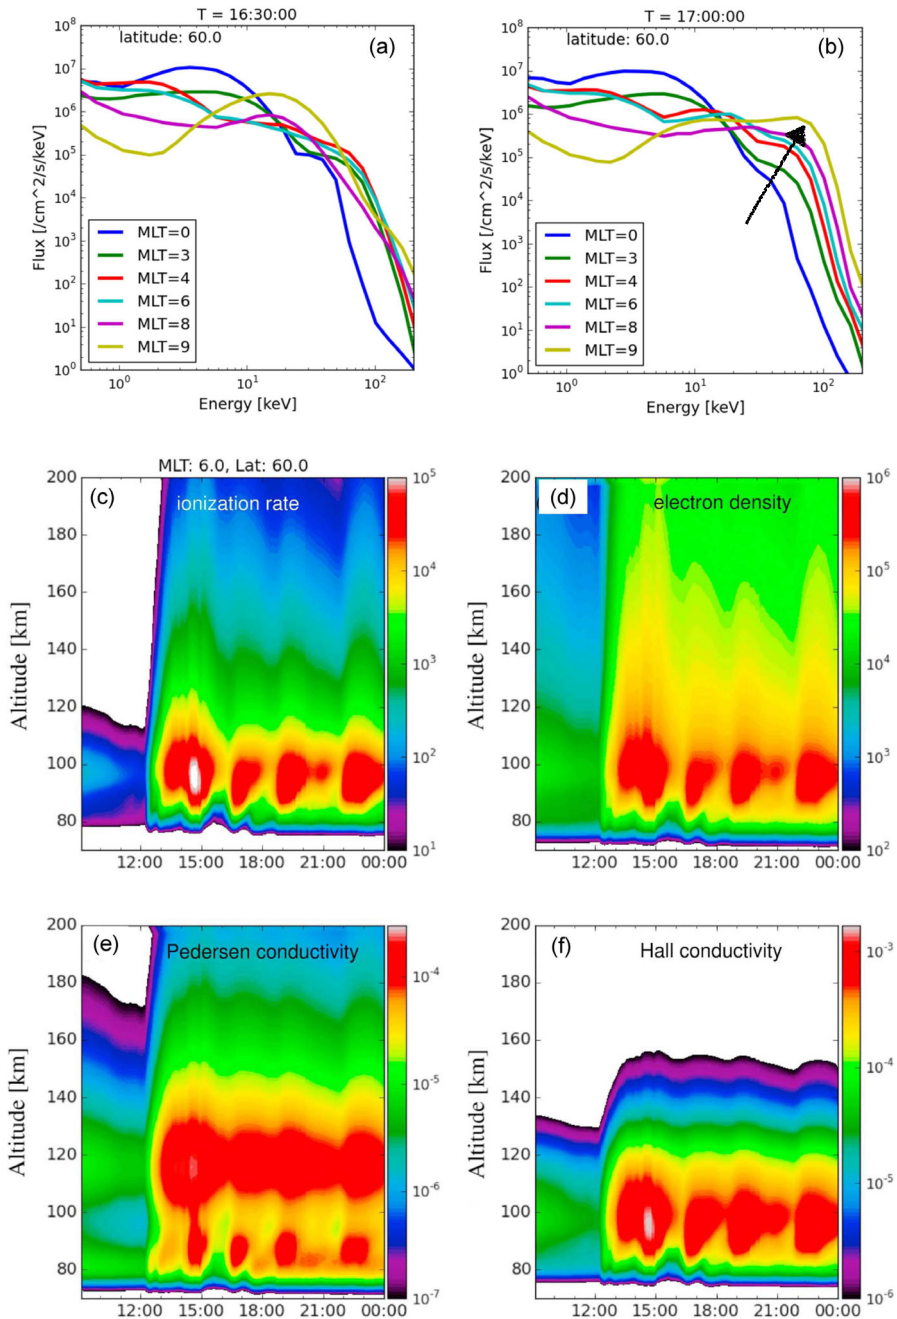 T = 16:30:00
(a)
latitude: 60.0
Flux [/cm^2/s/keV]
10^8
10^7
10^6
10^5
10^4
10^3
10^2
10^1
10^0
MLT=0
MLT=3
MLT=4
MLT=6
MLT=8
MLT=9
10^0 10^1 10^2
Energy [keV]
T = 17:00:00
(b)
latitude: 60.0
Flux [/cm^2/s/keV]
10^8
10^7
10^6
10^5
10^4
10^3
10^2
10^1
10^0
MLT=0
MLT=3
MLT=4
MLT=6
MLT=8
MLT=9
10^0 10^1 10^2
Energy [keV]
MLT: 6.0, Lat: 60.0
(c)
ionization rate
Altitude [km]
200
180
160
140
120
100
80
12:00 15:00 18:00 21:00 00:00
10^5
10^4
10^3
10^2
10^1
(d)
electron density
Altitude [km]
200
180
160
140
120
100
80
12:00 15:00 18:00 21:00 00:00
10^6
10^5
10^4
10^3
10^2
(e)
Pedersen conductivity
Altitude [km]
200
180
160
140
120
100
80
12:00 15:00 18:00 21:00 00:00
10^-4
10^-5
10^-6
10^-7
(f)
Hall conductivity
Altitude [km]
200
180
160
140
120
100
80
12:00 15:00 18:00 21:00 00:00
10^-3
10^-4
10^-5
10^-6